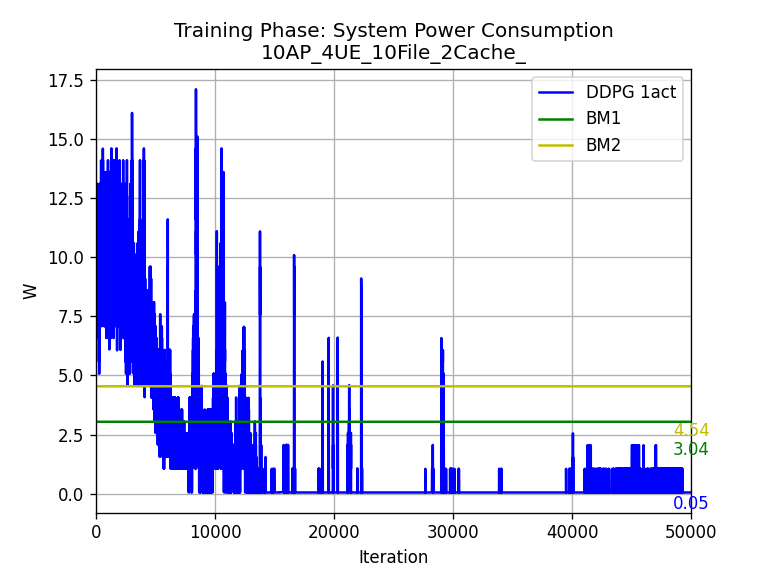 Training Phase: System Power Consumption
10AP_4UE_10File_2Cache_
17.5
15.0
12.5
10.0
7.5
5.0
2.5
0.0
W
DDPG 1act
BM1
BM2
4.54
3.04
0.05
0
10000
20000
30000
40000
50000
Iteration